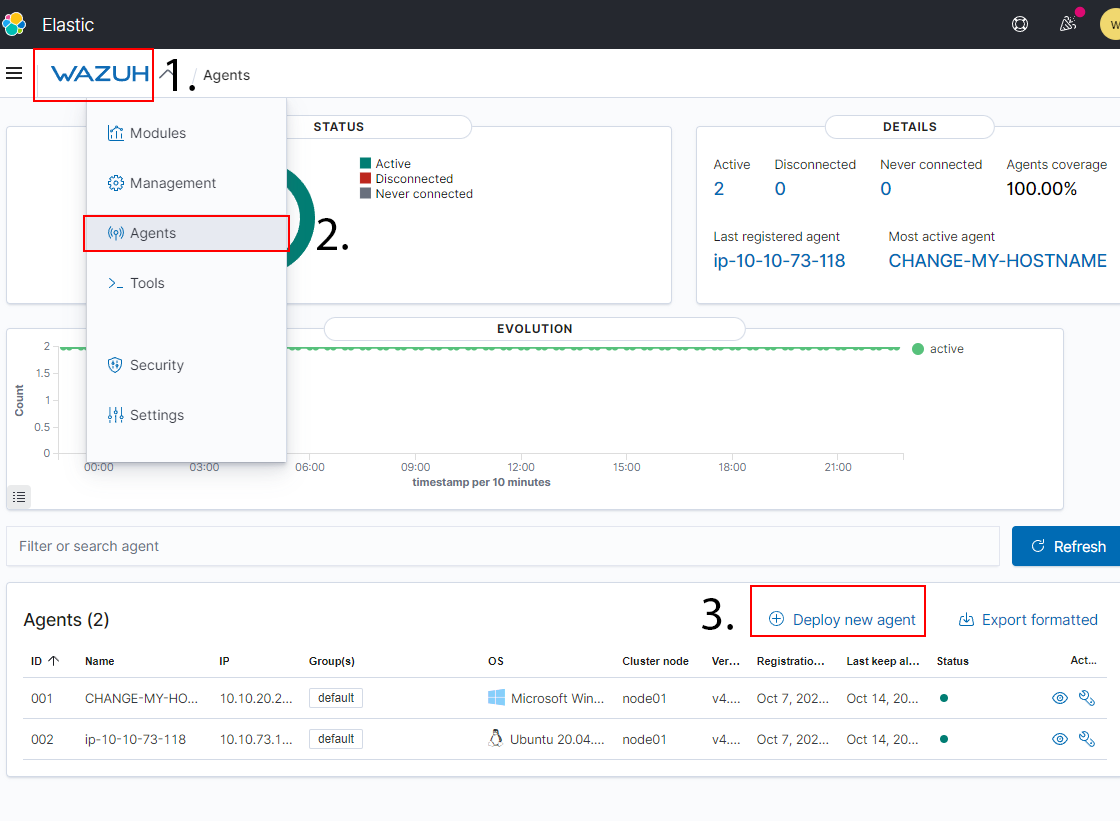 Elastic
W
WAZUH 1. / Agents
Modules
Management
Agents
2.
Tools
Security
Settings
STATUS
Active
Disconnected
Never connected
DETAILS
Active Disconnected Never connected Agents coverage
2 0 0 100.00%
Last registered agent Most active agent
ip-10-10-73-118 CHANGE-MY-HOSTNAME
EVOLUTION
2
1.5
1
0.5
0
Count
00:00 03:00 06:00 09:00 12:00 15:00 18:00 21:00
timestamp per 10 minutes
active
Filter or search agent
Refresh
Agents (2) 3. Deploy new agent Export formatted
ID Name IP Group(s) OS Cluster node Ver... Registratio... Last keep al... Status Act...
001 CHANGE-MY-HO... 10.10.20.2... default Microsoft Win... node01 v4.... Oct 7, 202... Oct 14, 20...
002 ip-10-10-73-118 10.10.73.1... default Ubuntu 20.04.... node01 v4.... Oct 7, 202... Oct 14, 20...